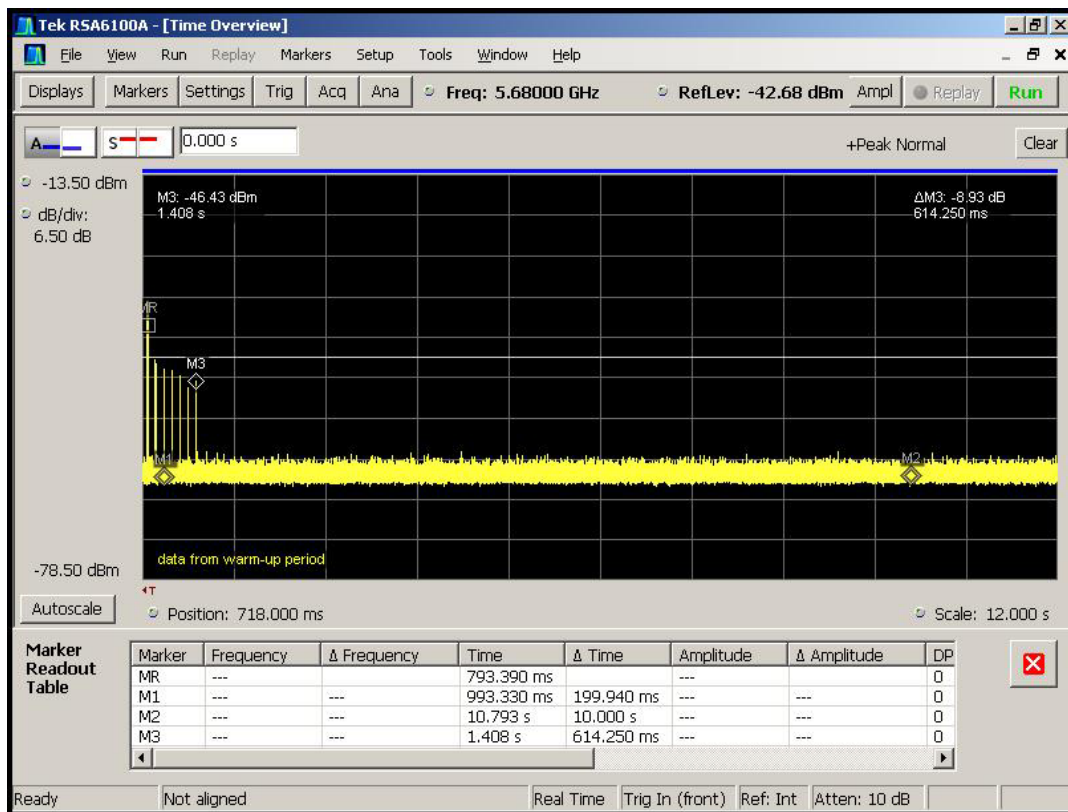 Tek RSA6100A - [Time Overview]
File View Run Replay Markers Setup Tools Window Help
Displays Markers Settings Trig Acq Ana Freq: 5.68000 GHz RefLev: -42.68 dBm Ampl Replay Run
A S 0.000 s +Peak Normal Clear
-13.50 dBm
dB/div:
6.50 dB
M3: -46.43 dBm
1.408 s
ΔM3: -8.93 dB
614.250 ms
MR
M3
M1
M2
data from warm-up period
-78.50 dBm
T
Autoscale Position: 718.000 ms Scale: 12.000 s
Marker
Readout
Table
Marker Frequency Δ Frequency Time Δ Time Amplitude Δ Amplitude DP
MR --- 793.390 ms --- 0
M1 --- --- 993.330 ms 199.940 ms --- --- 0
M2 --- --- 10.793 s 10.000 s --- --- 0
M3 --- --- 1.408 s 614.250 ms --- --- 0
Ready Not aligned Real Time Trig In (front) Ref: Int Atten: 10 dB